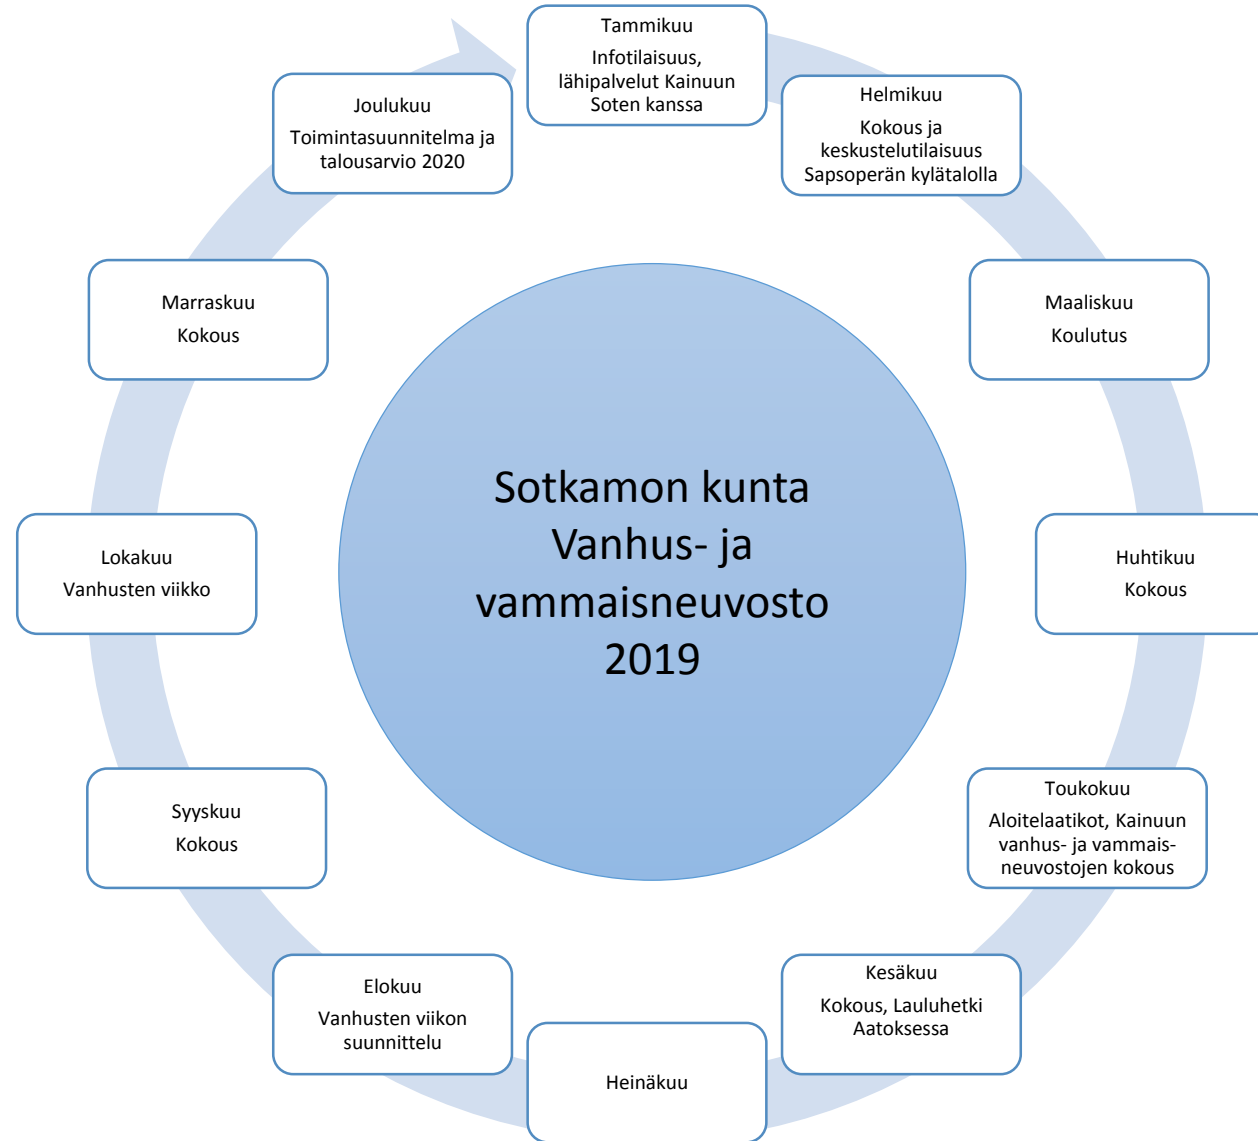 Tammikuu
Infotilaisuus,
lähipalvelut Kainuun
Soten kanssa
Helmikuu
Kokous ja
keskustelutilaisuus
Sapsoperän kylätalolla
Maaliskuu
Koulutus
Huhtikuu
Kokous
Toukokuu
Aloitelaatikot, Kainuun
vanhus- ja vammais-
neuvostojen kokous
Kesäkuu
Kokous, Lauluhetki
Aatoksessa
Heinäkuu
Elokuu
Vanhusten viikon
suunnittelu
Syyskuu
Kokous
Lokakuu
Vanhusten viikko
Marraskuu
Kokous
Joulukuu
Toimintasuunnitelma ja
talousarvio 2020
Sotkamon kunta
Vanhus- ja
vammaisneuvosto
2019